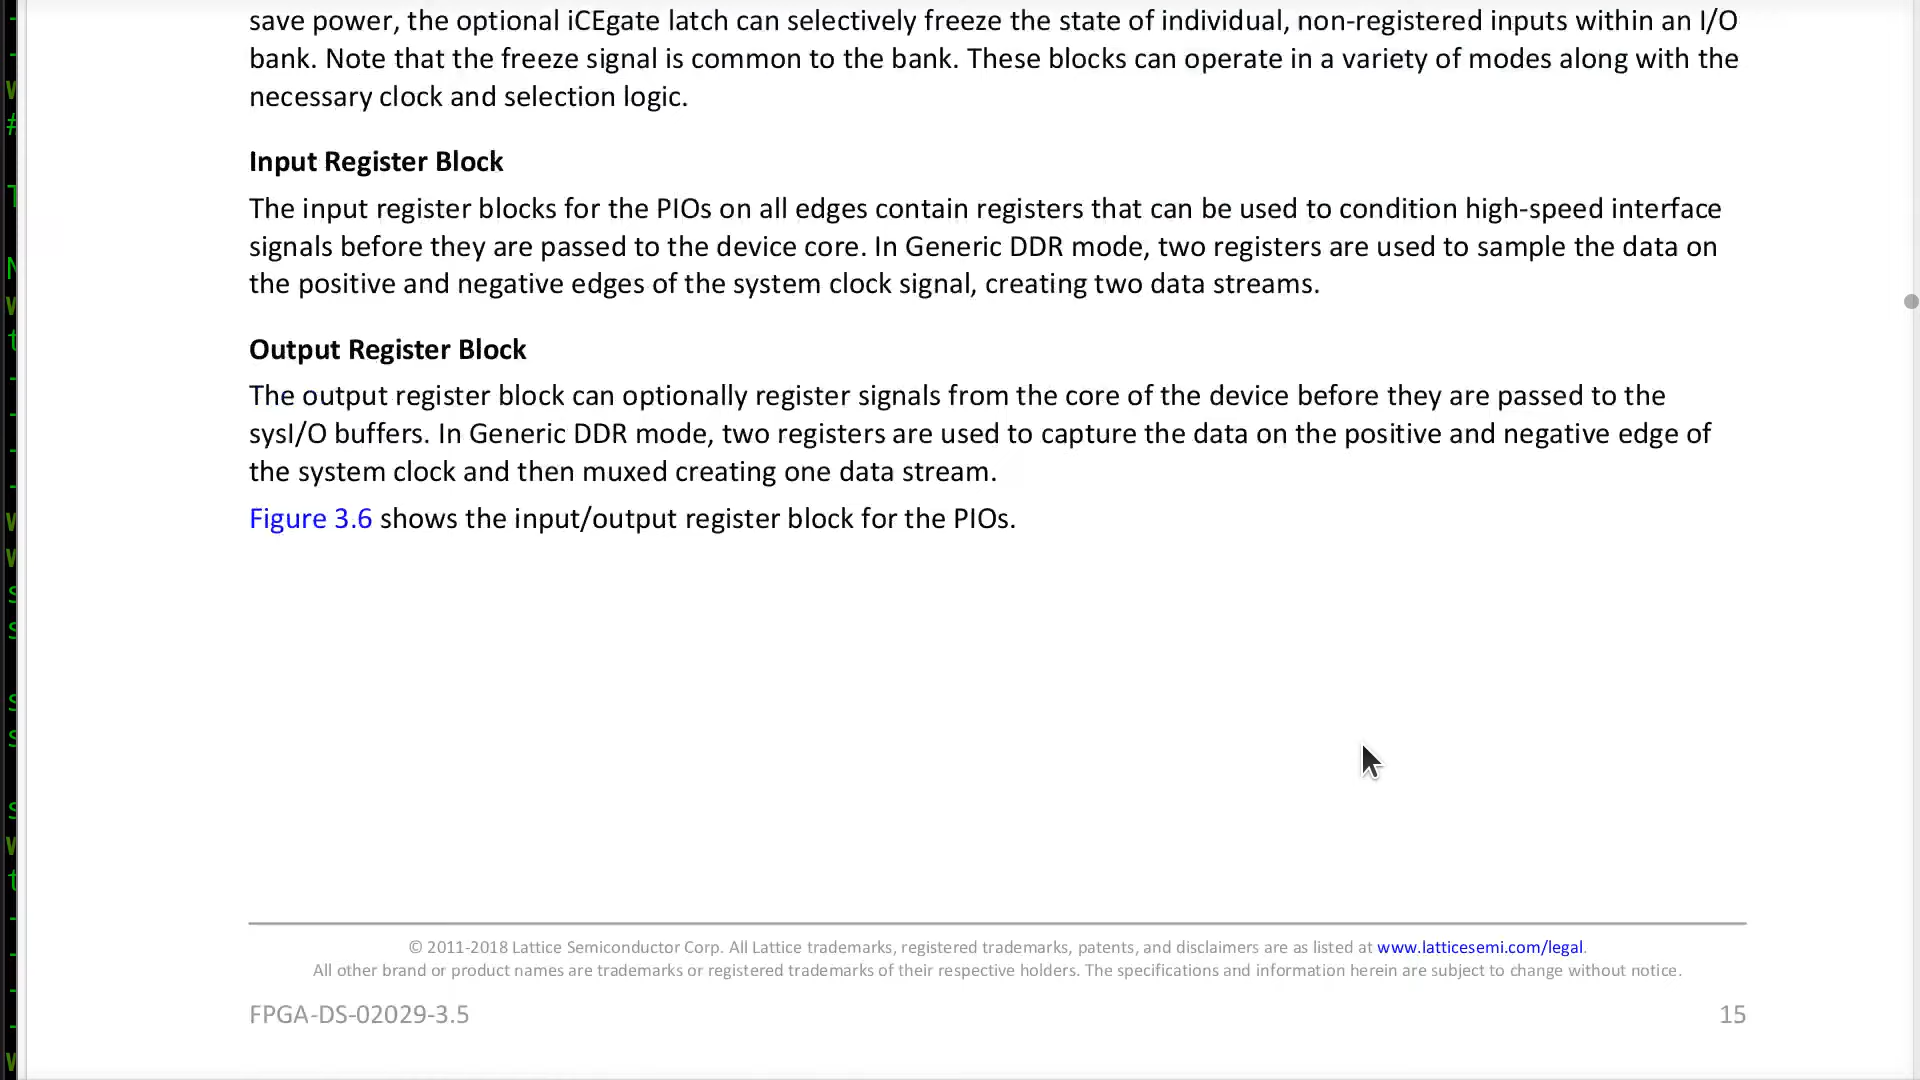 save power, the optional iCEgate latch can selectively freeze the state of individual, non-registered inputs within an I/O
bank. Note that the freeze signal is common to the bank. These blocks can operate in a variety of modes along with the
necessary clock and selection logic.
Input Register Block
The input register blocks for the PIOs on all edges contain registers that can be used to condition high-speed interface
signals before they are passed to the device core. In Generic DDR mode, two registers are used to sample the data on
the positive and negative edges of the system clock signal, creating two data streams.
Output Register Block
The output register block can optionally register signals from the core of the device before they are passed to the
sysI/O buffers. In Generic DDR mode, two registers are used to capture the data on the positive and negative edge of
the system clock and then muxed creating one data stream.
Figure 3.6 shows the input/output register block for the PIOs.
© 2011-2018 Lattice Semiconductor Corp. All Lattice trademarks, registered trademarks, patents, and disclaimers are as listed at www.latticesemi.com/legal.
All other brand or product names are trademarks or registered trademarks of their respective holders. The specifications and information herein are subject to change without notice.
FPGA-DS-02029-3.5
15